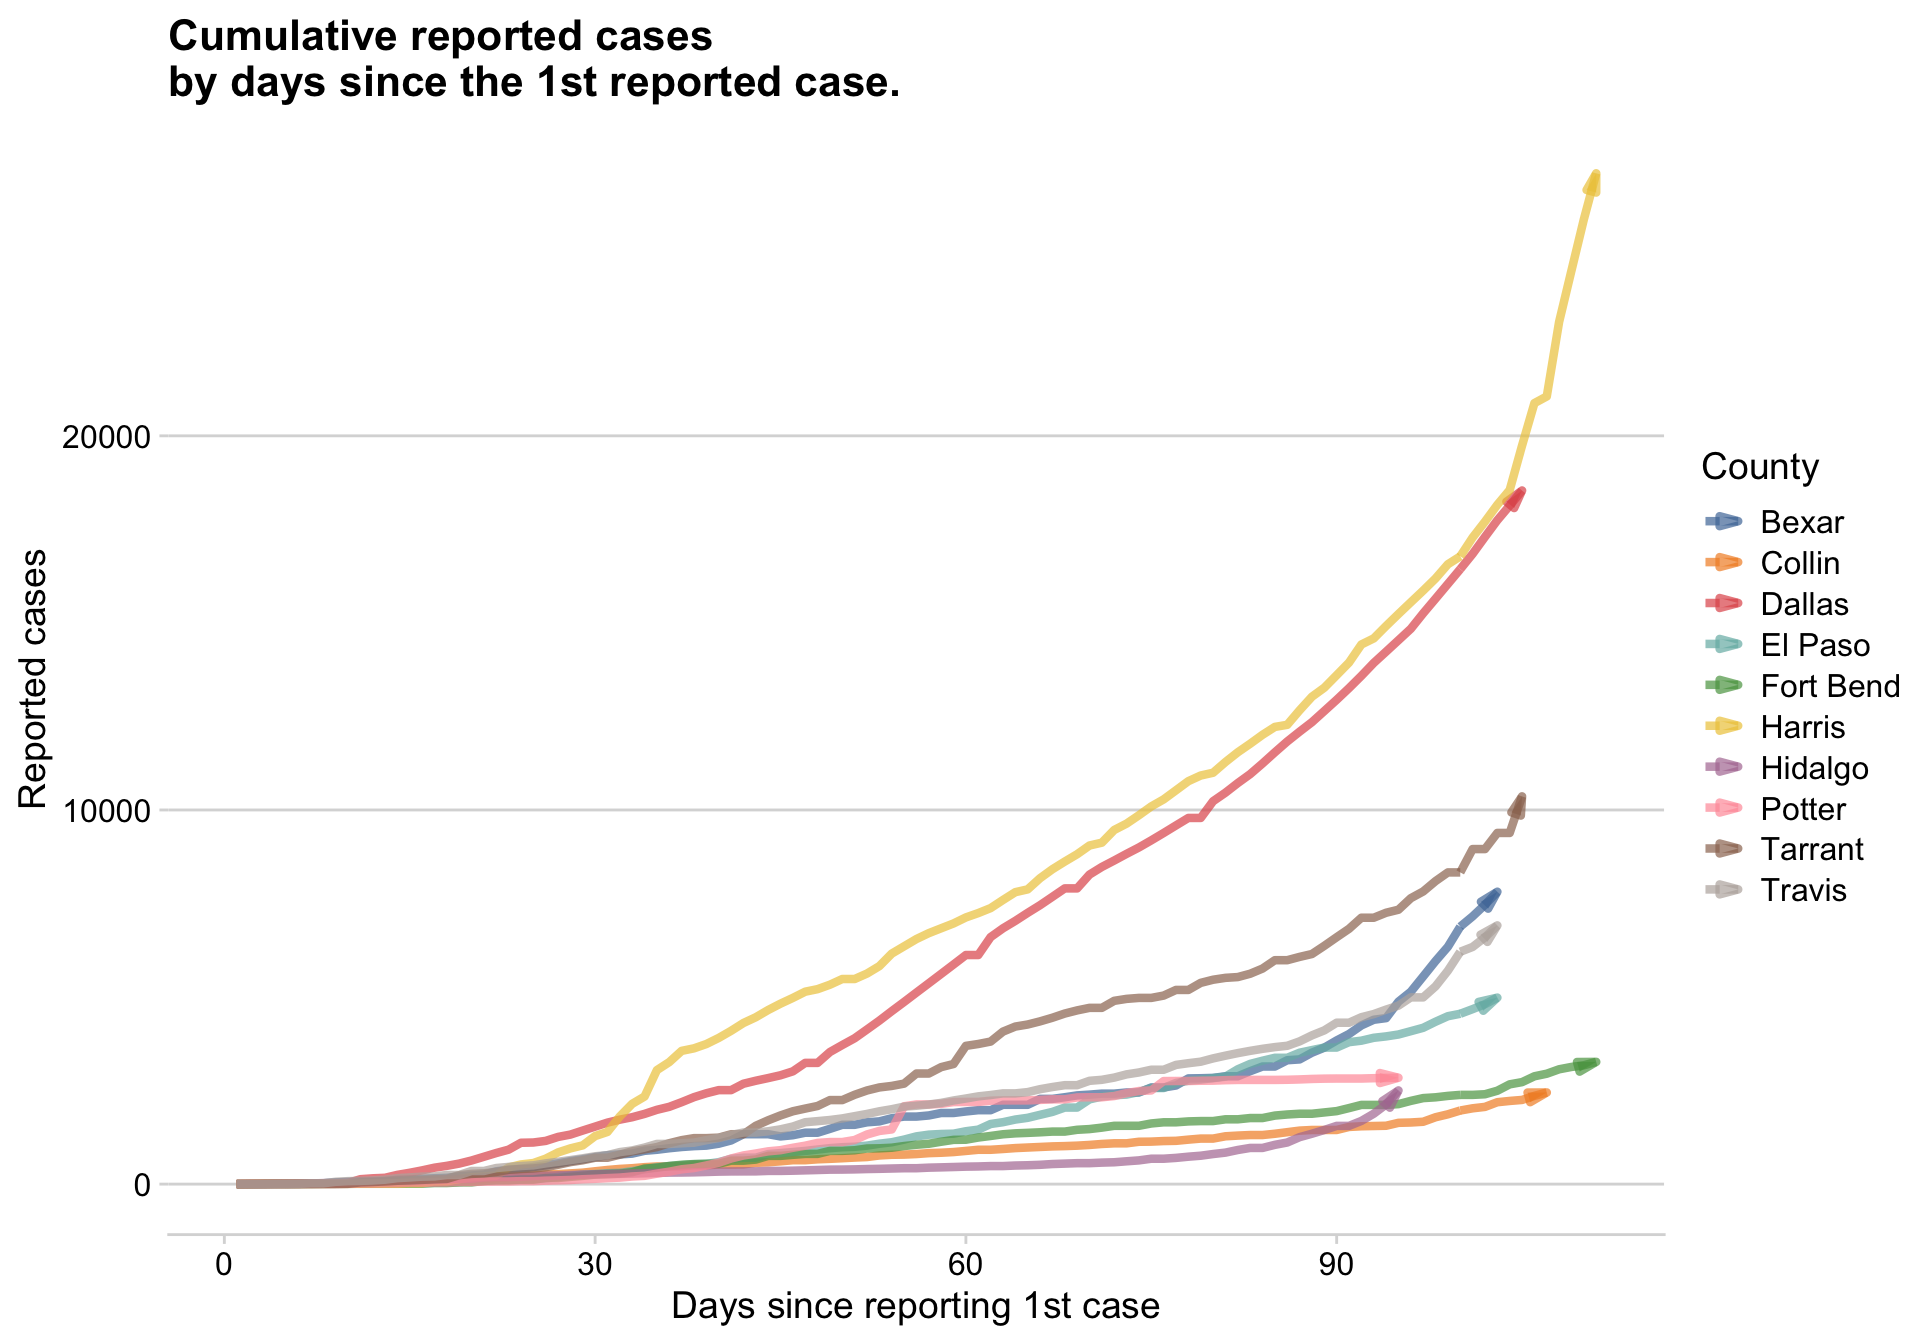 Cumulative reported cases
by days since the 1st reported case.
Reported cases
20000
10000
0
0
30
60
90
Days since reporting 1st case
County
Bexar
Collin
Dallas
El Paso
Fort Bend
Harris
Hidalgo
Potter
Tarrant
Travis